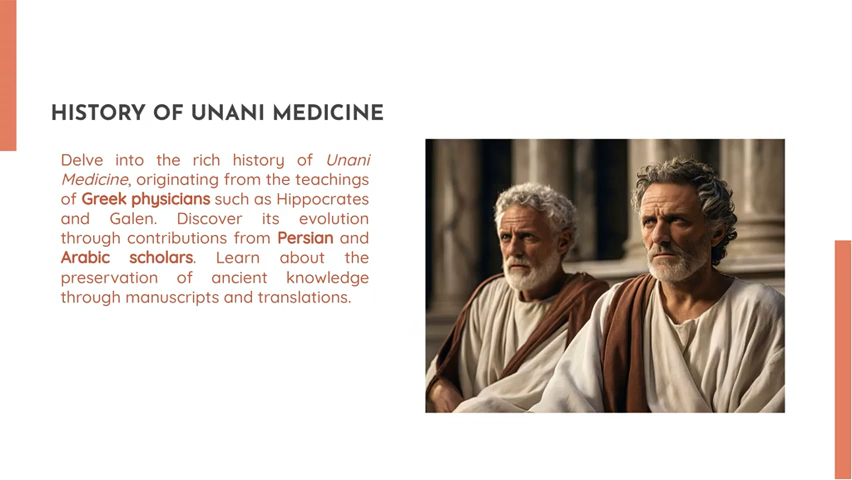 HISTORY OF UNANI MEDICINE
Delve into the rich history of Unani
Medicine, originating from the teachings
of Greek physicians such as Hippocrates
and Galen. Discover its evolution
through contributions from Persian and
Arabic scholars. Learn about the
preservation of ancient knowledge
through manuscripts and translations.